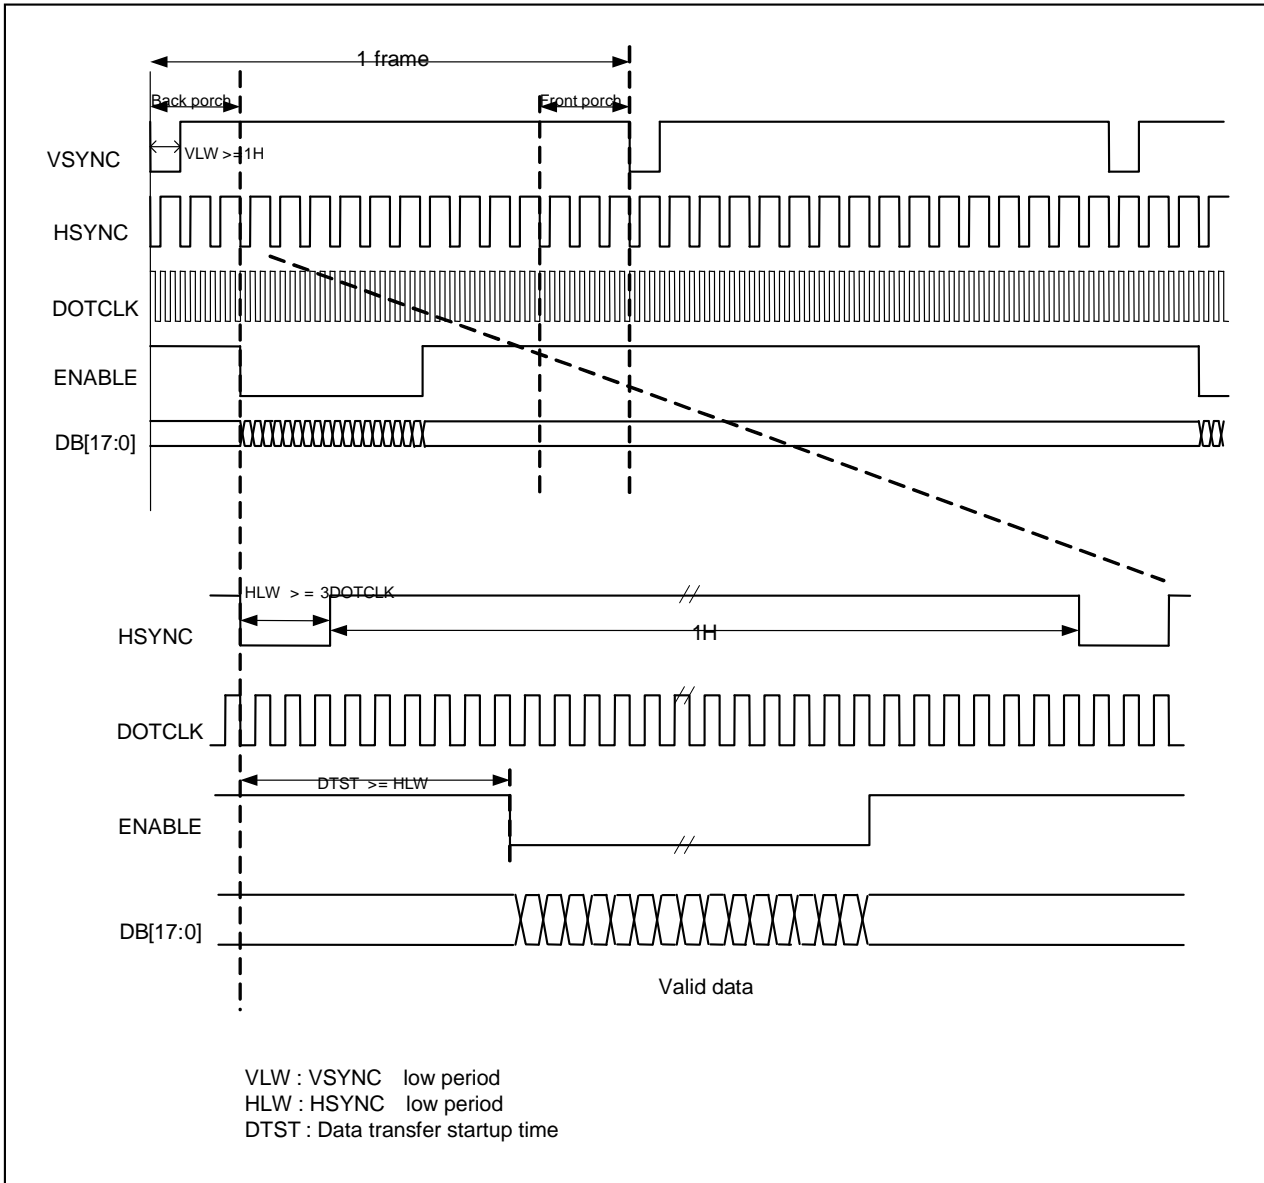 1 frame
Back porch
Front porch
VSYNC
VLW >=1H
HSYNC
DOTCLK
ENABLE
DB[17:0]
HLW >= 3DOTCLK
HSYNC
1H
DOTCLK
DTST >= HLW
ENABLE
DB[17:0]
Valid data
VLW : VSYNC low period
HLW : HSYNC low period
DTST : Data transfer startup time